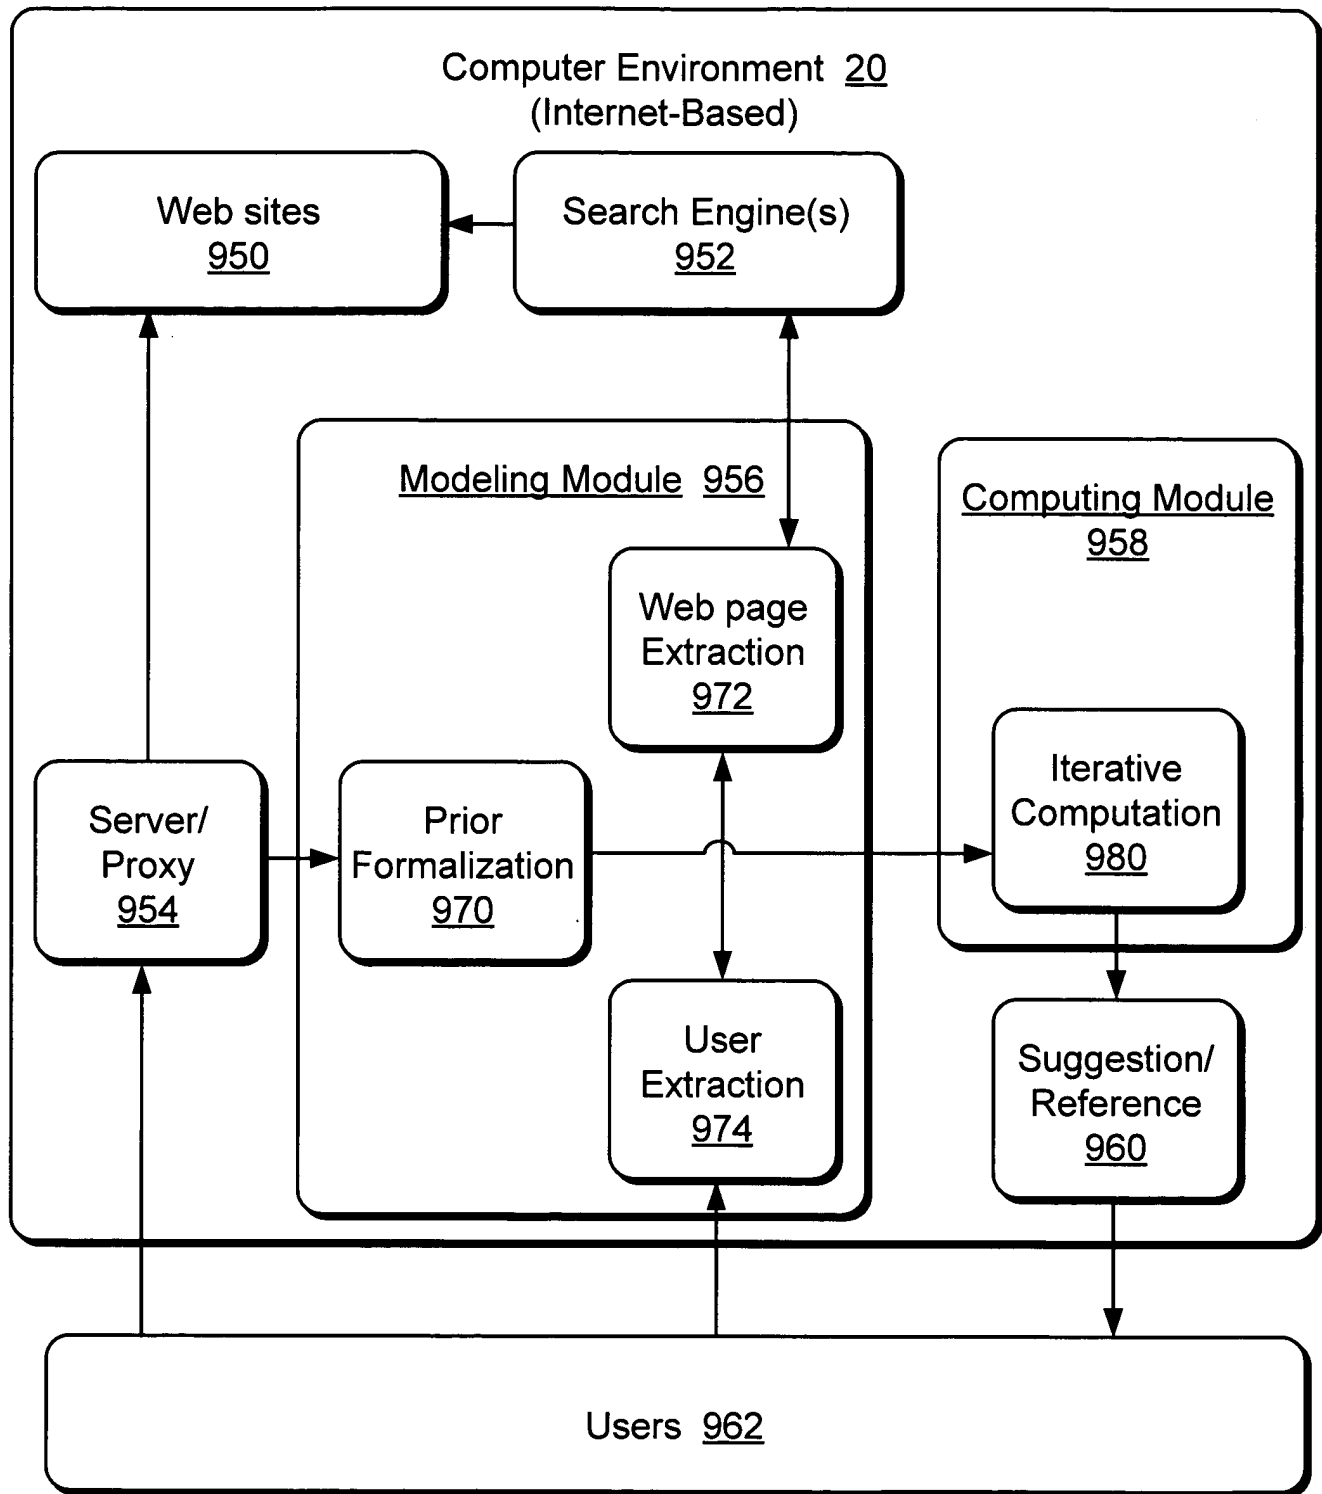 Computer Environment 20
(Internet-Based)
Web sites
950
Search Engine(s)
952
Modeling Module 956
Computing Module
958
Web page
Extraction
972
Server/
Proxy
954
Prior
Formalization
970
Iterative
Computation
980
User
Extraction
974
Suggestion/
Reference
960
Users 962